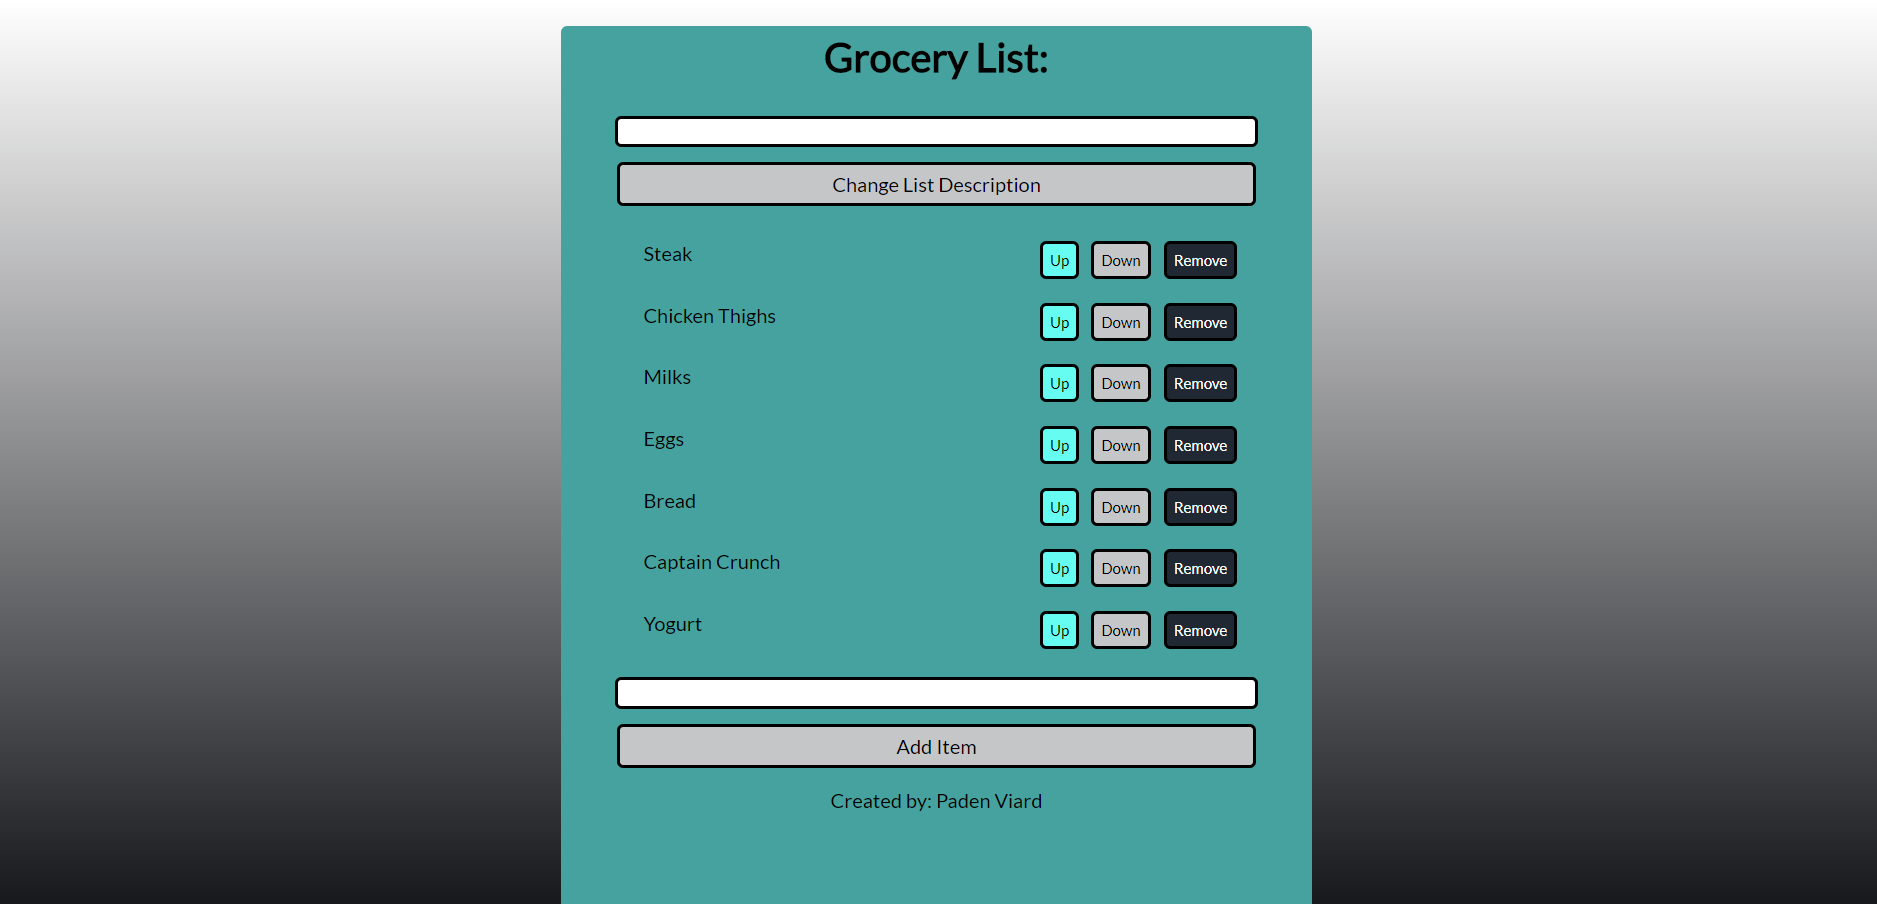 Grocery List:
Change List Description
Steak Up Down Remove
Chicken Thighs Up Down Remove
Milks Up Down Remove
Eggs Up Down Remove
Bread Up Down Remove
Captain Crunch Up Down Remove
Yogurt Up Down Remove
Add Item
Created by: Paden Viard